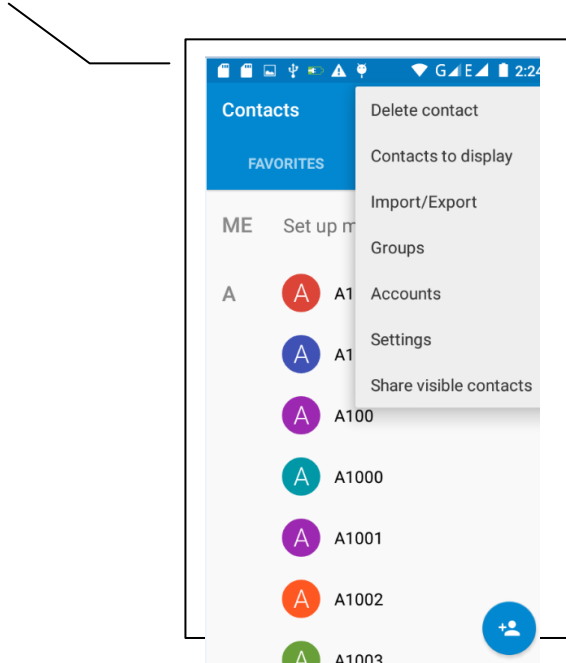 G E 2:24
Contacts
FAVORITES
Delete contact
Contacts to display
Import/Export
Groups
Accounts
Settings
Share visible contacts
ME Set up m
A
A A1
A A1
A A100
A A1000
A A1001
A A1002
A A1003